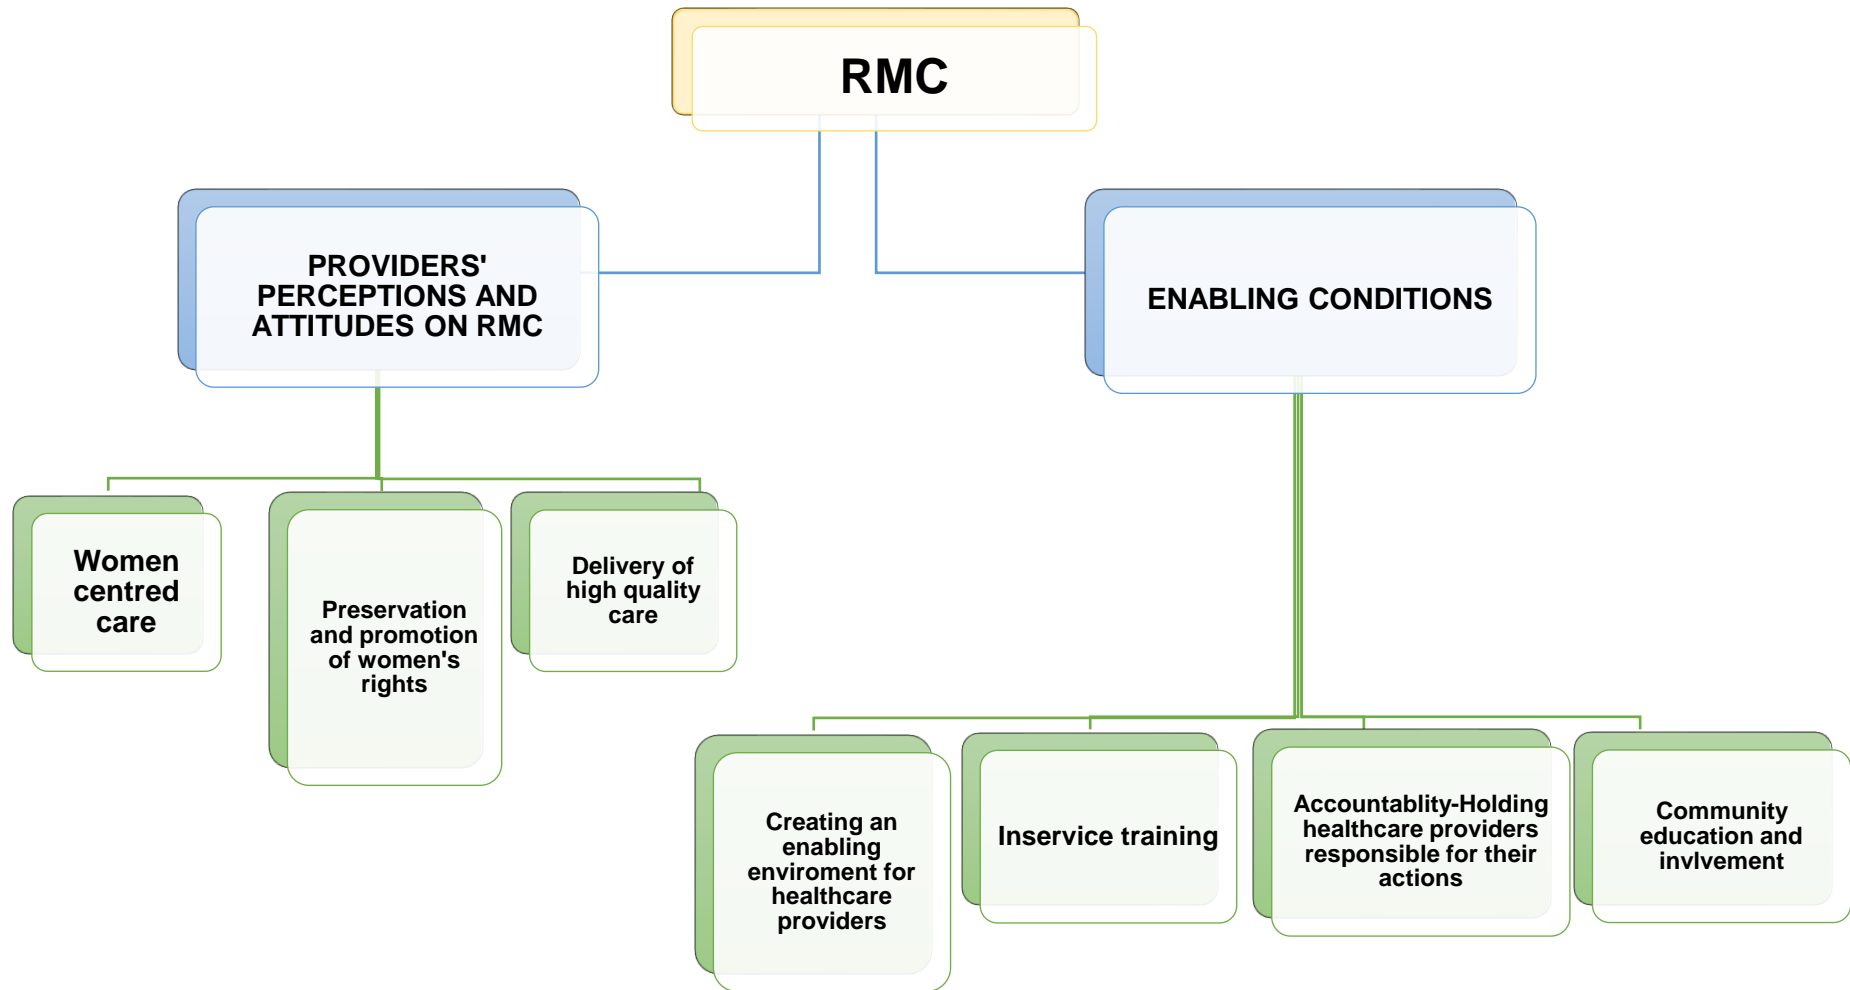 RMC
PROVIDERS'
PERCEPTIONS AND
ATTITUDES ON RMC
ENABLING CONDITIONS
Women
centred
care
Preservation
and promotion
of women's
rights
Delivery of
high quality
care
Creating an
enabling
enviroment for
healthcare
providers
Inservice training
Accountablity-Holding
healthcare providers
responsible for their
actions
Community
education and
invlvement